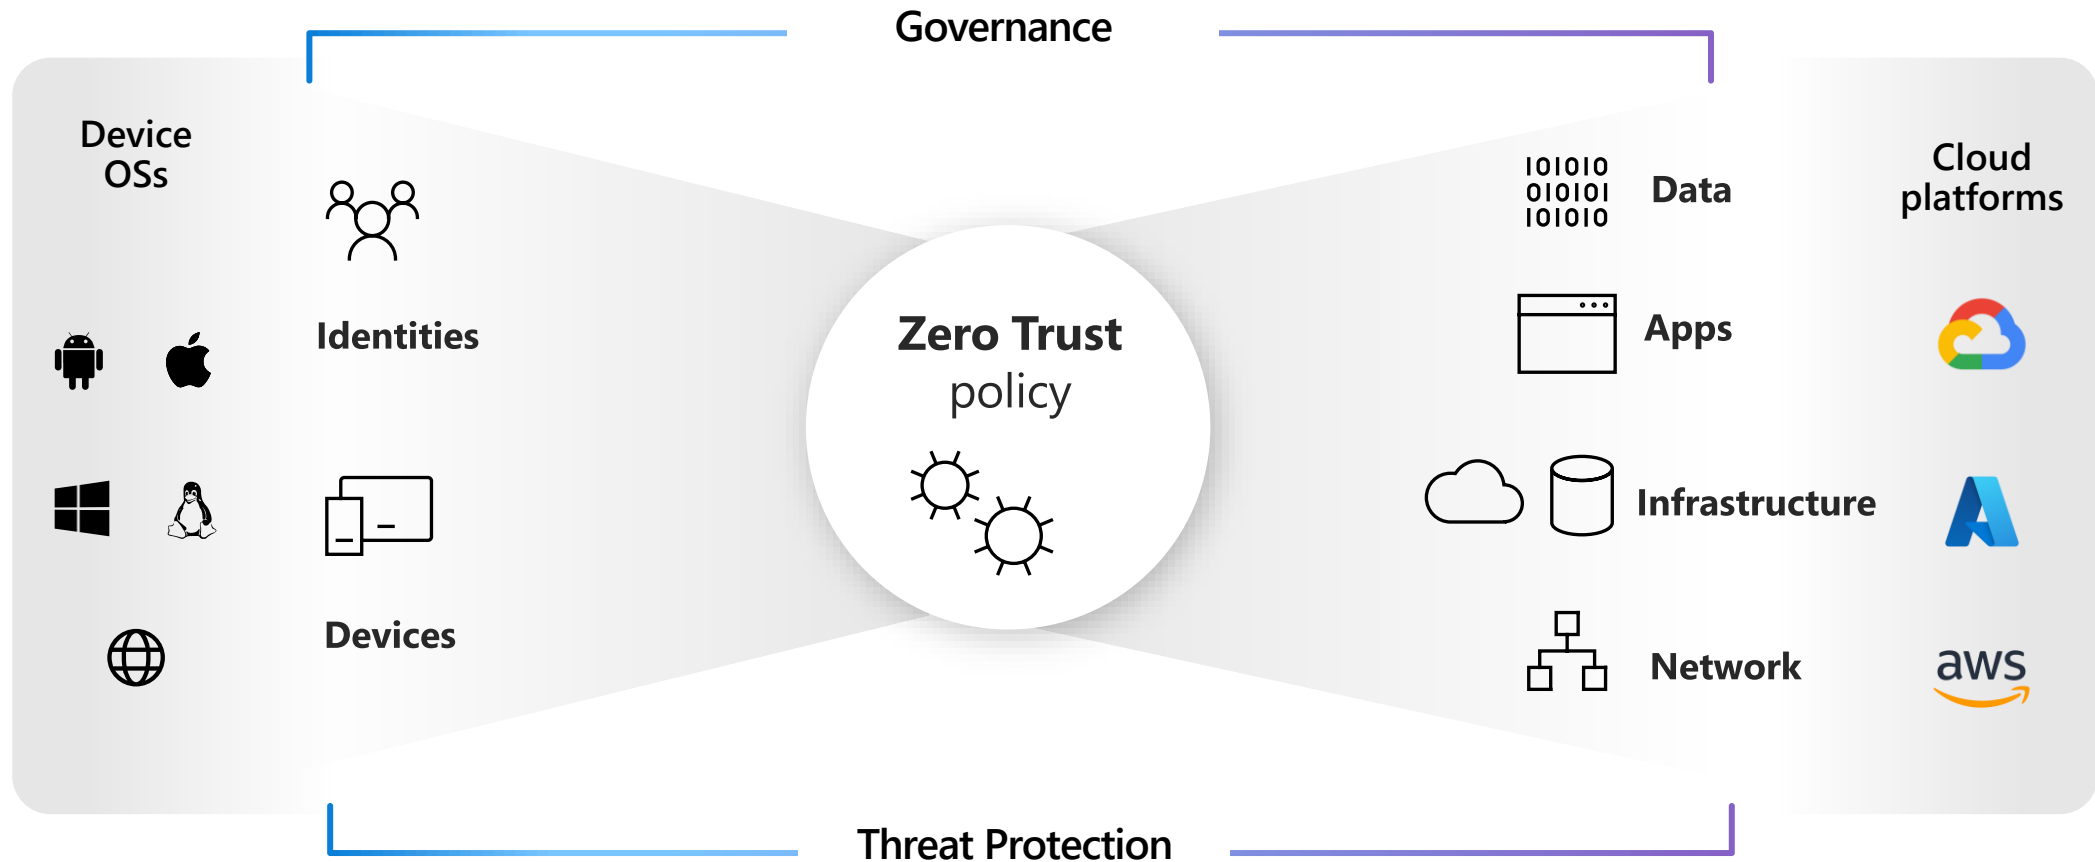 Governance
Device
OSs
Identities
Devices
Zero Trust
policy
101010
010101
101010
Data
Apps
Infrastructure
Network
Cloud
platforms
aws
Threat Protection